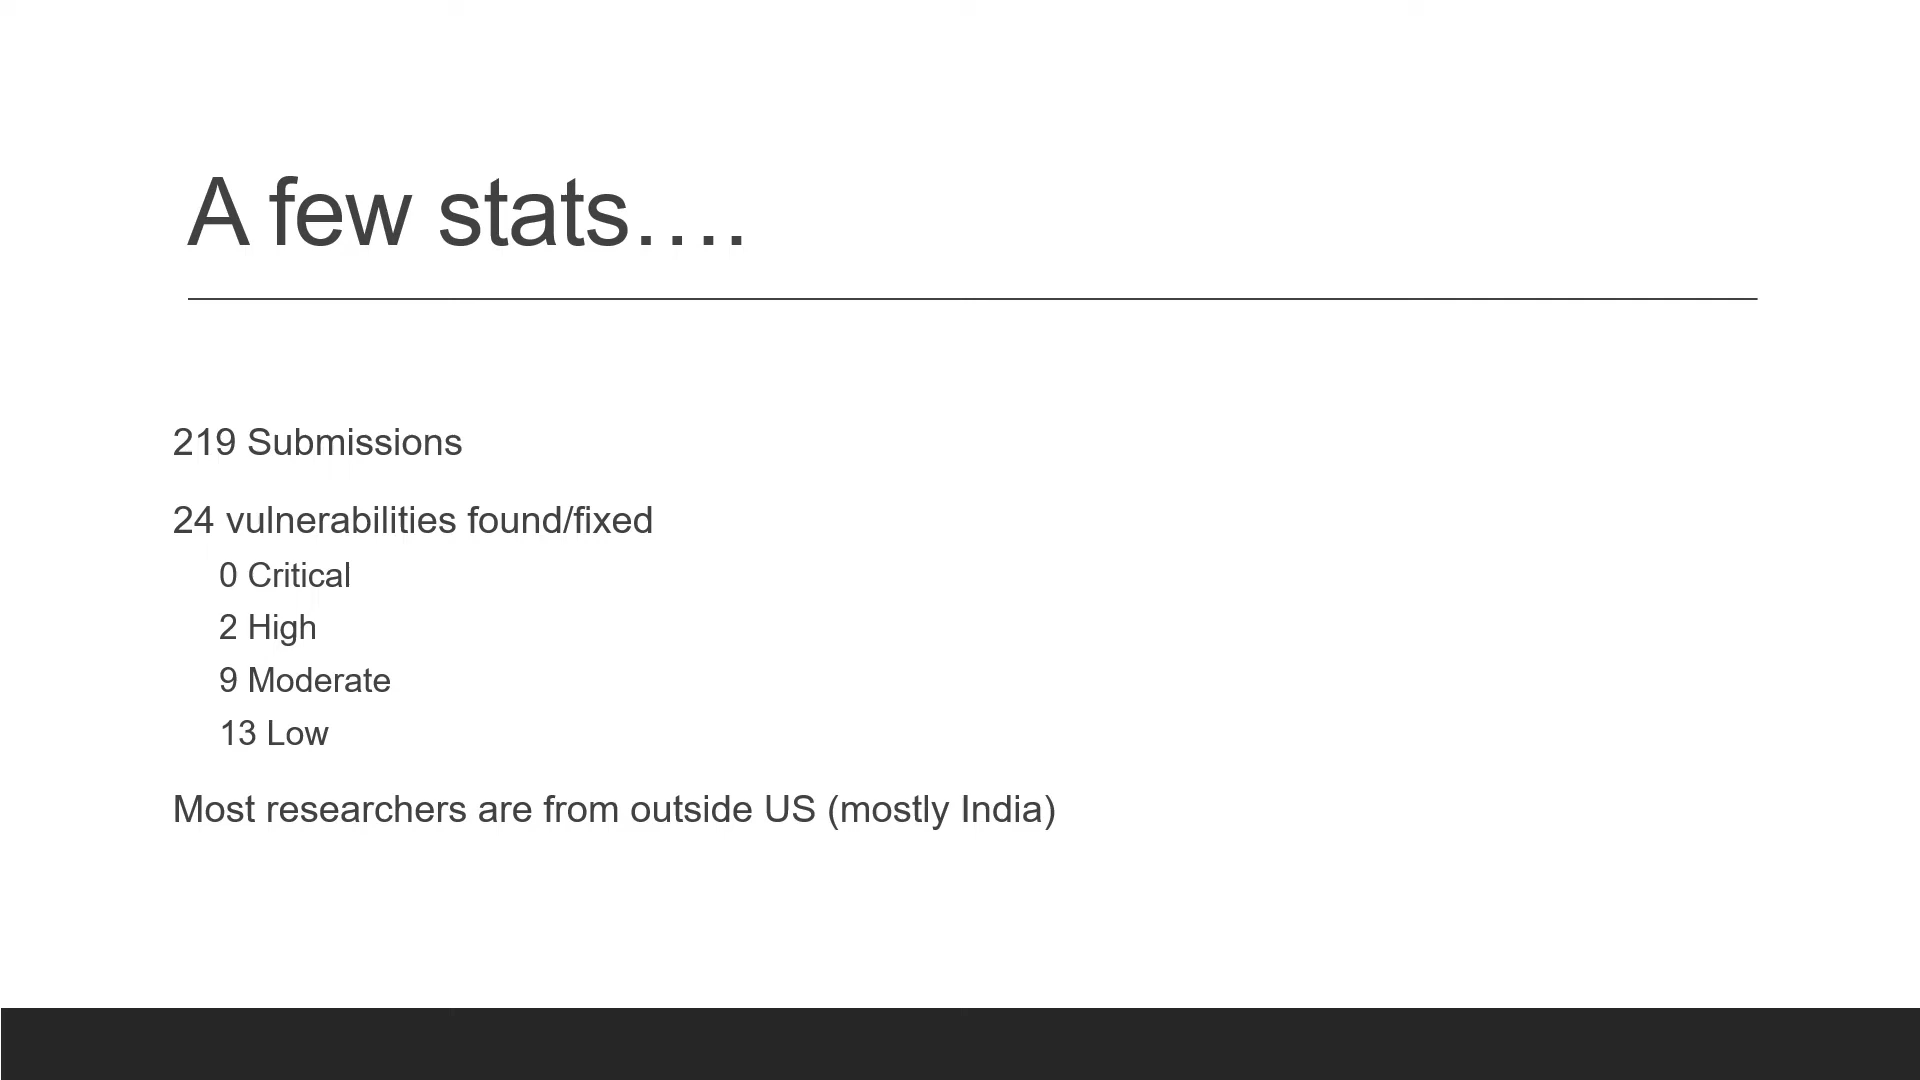 A few stats….
219 Submissions
24 vulnerabilities found/fixed
0 Critical
2 High
9 Moderate
13 Low
Most researchers are from outside US (mostly India)